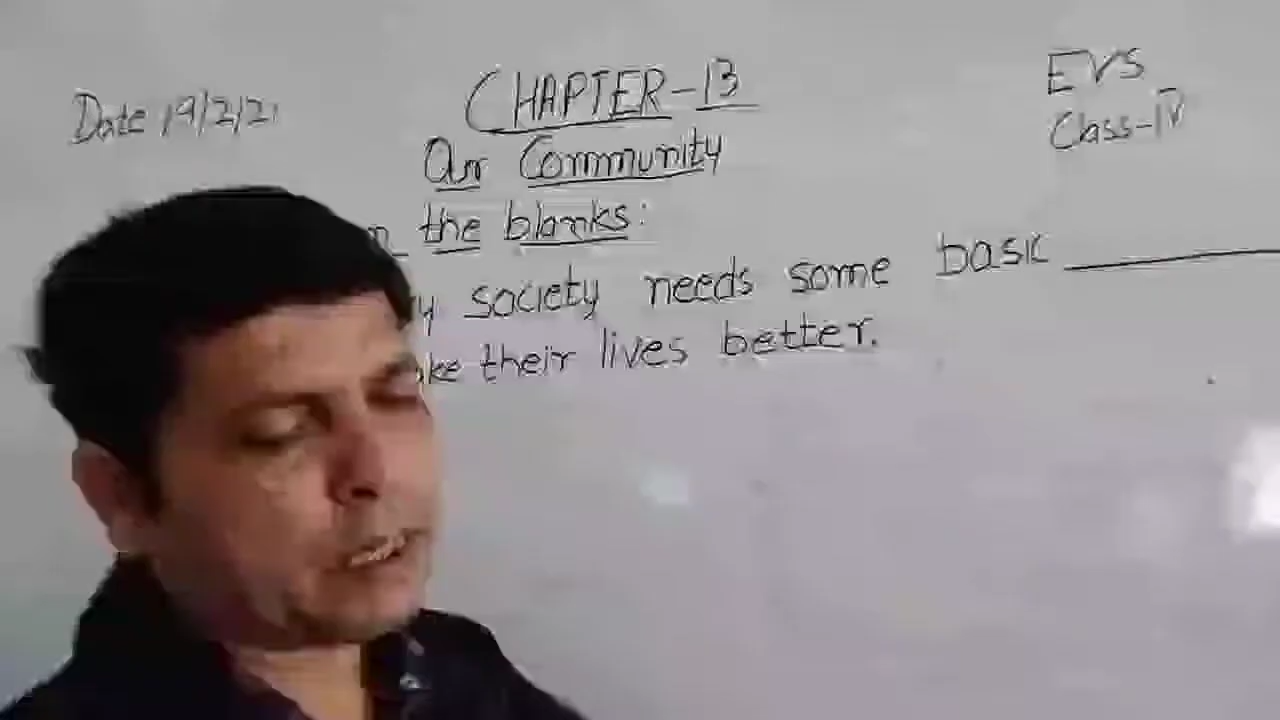 Date 19/2/21
CHAPTER-13
EVS
Class-IV
Our Community
the blanks:
y society needs some basic
ake their lives better.